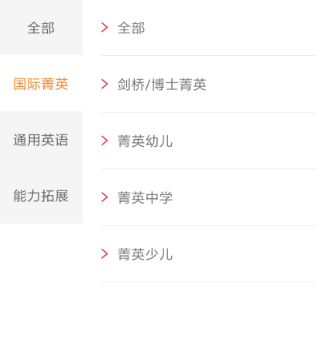 全部
国际菁英
通用英语
能力拓展
全部
剑桥/博士菁英
菁英幼儿
菁英中学
菁英少儿